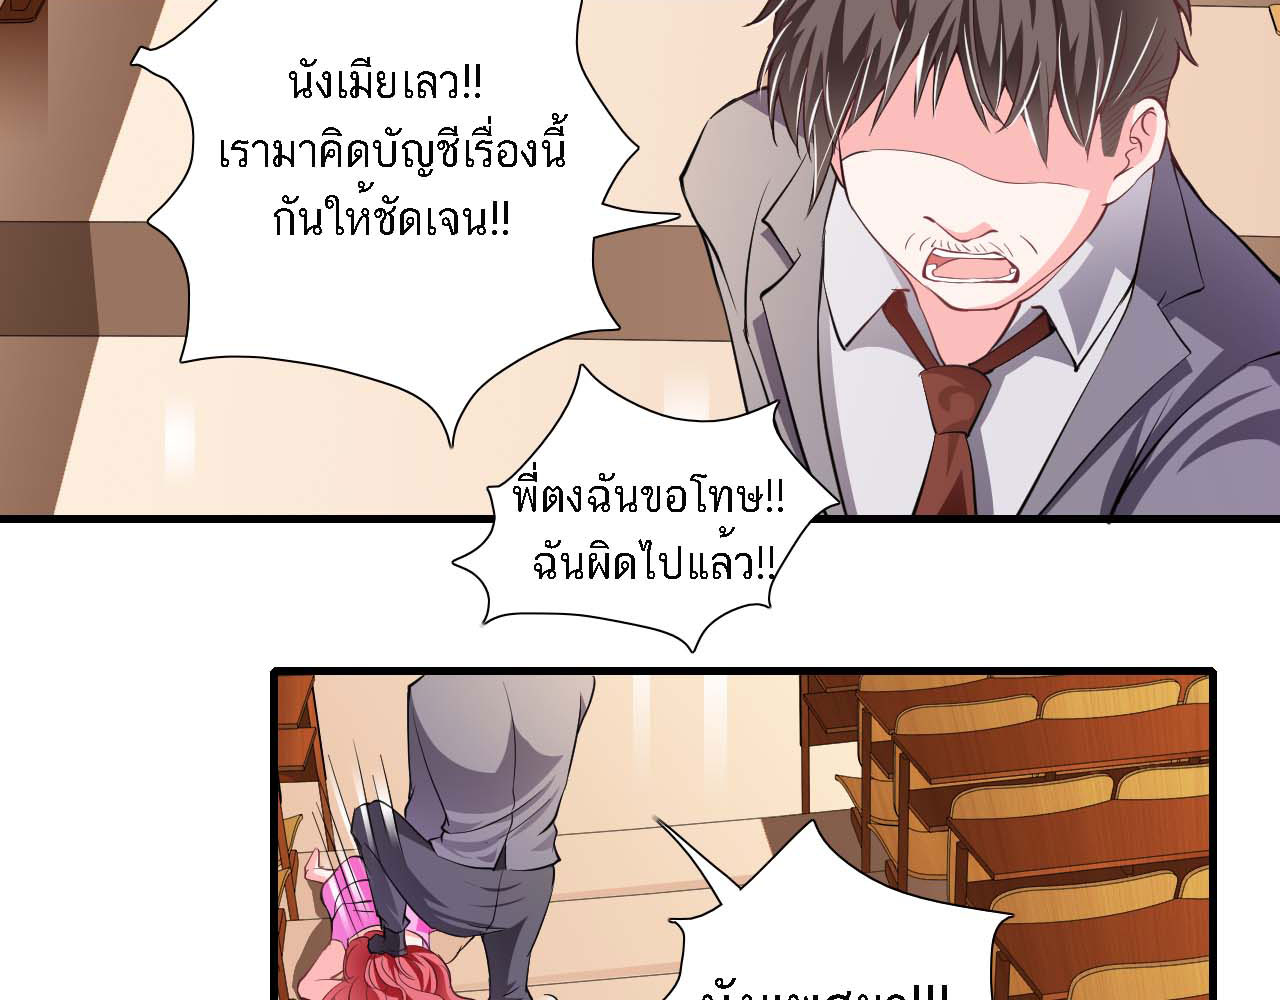 นังเมียเลว!!
เรามาคิดบัญชีเรื่องนี้
กันให้ชัดเจน!!
พี่ตงฉันขอโทษ!!
ฉันผิดไปแล้ว!!